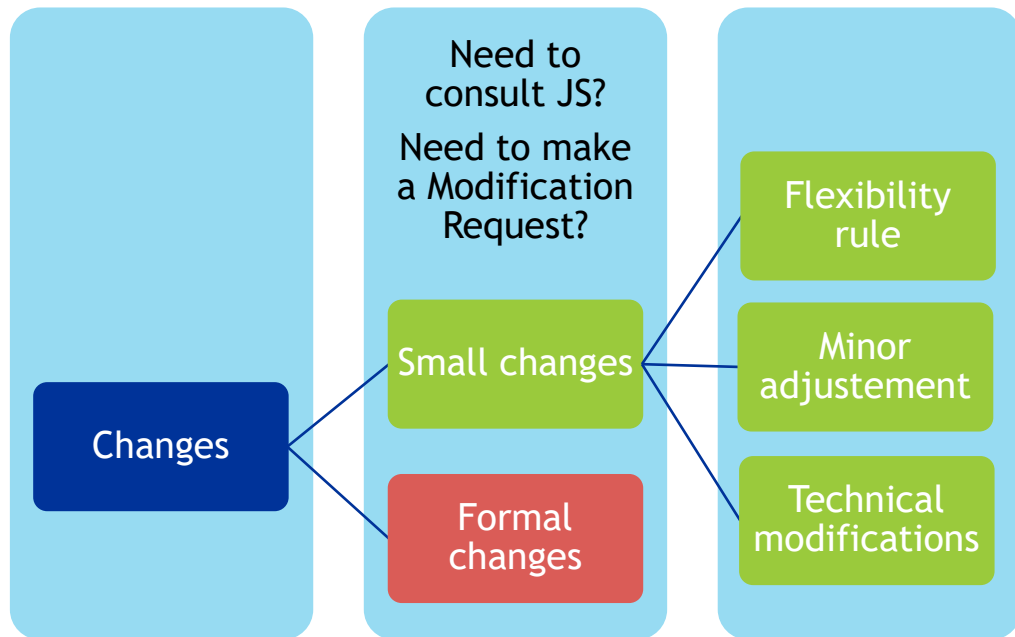 Need to
consult JS?
Need to make
a Modification
Request?
Changes
Small changes
Formal
changes
Flexibility
rule
Minor
adjustement
Technical
modifications